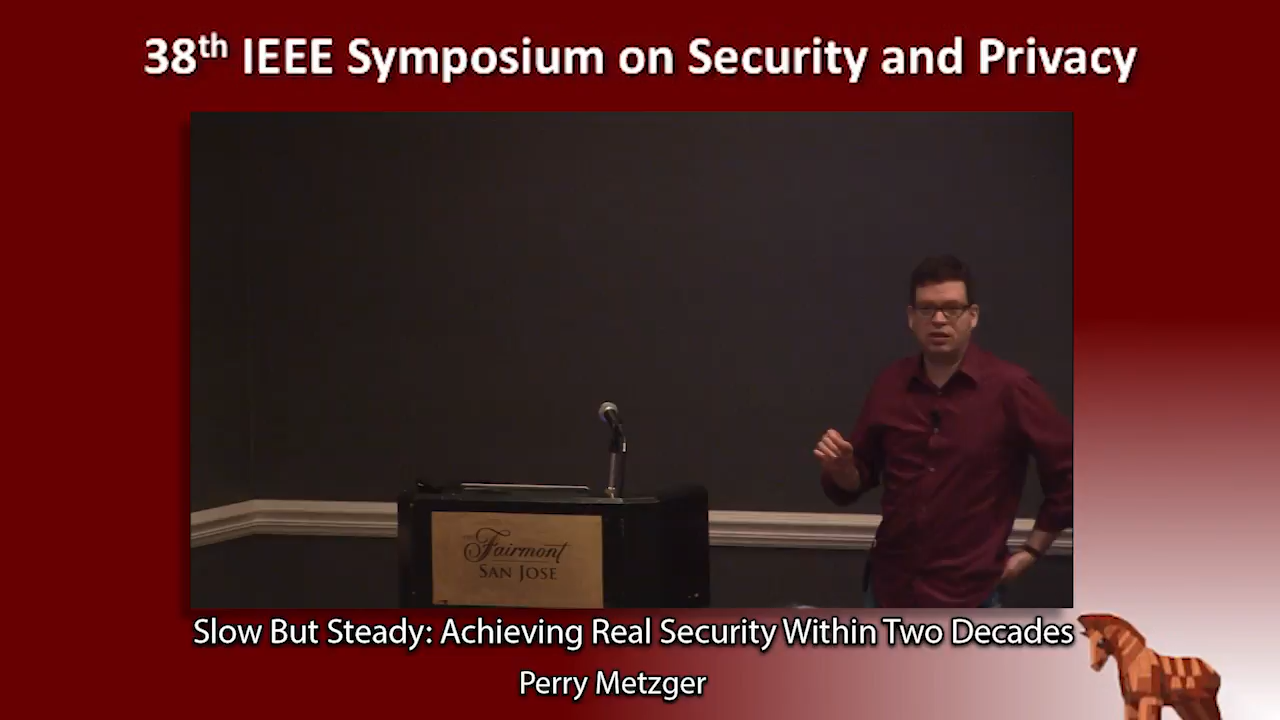 38th IEEE Symposium on Security and Privacy
Fairmont
SAN JOSE
Slow But Steady: Achieving Real Security Within Two Decades
Perry Metzger